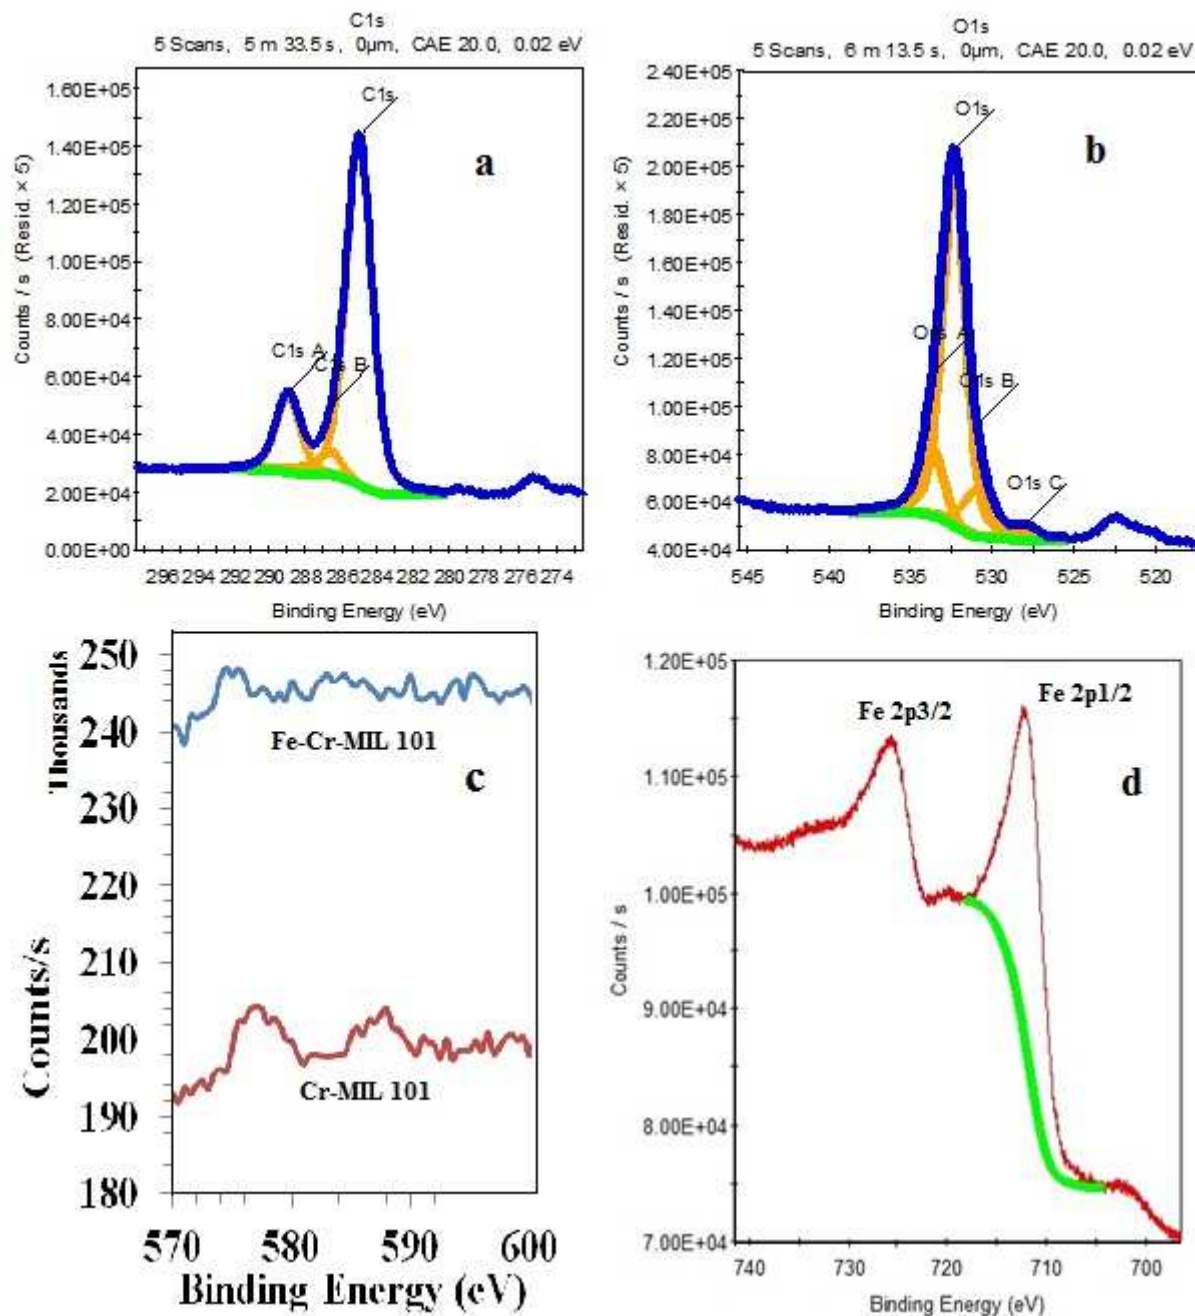 C1s
5 Scans, 5 m 33.5 s, 0µm, CAE 20.0, 0.02 eV
1.60E+05
1.40E+05
1.20E+05
1.00E+05
8.00E+04
6.00E+04
4.00E+04
2.00E+04
0.00E+00
Counts / s (Resid. × 5)
C1s
a
C1s A
C1s B
296 294 292 290 288 286 284 282 280 278 276 274
Binding Energy (eV)
O1s
5 Scans, 6 m 13.5 s, 0µm, CAE 20.0, 0.02 eV
2.40E+05
2.20E+05
2.00E+05
1.80E+05
1.60E+05
1.40E+05
1.20E+05
1.00E+05
8.00E+04
6.00E+04
4.00E+04
Counts / s (Resid. × 5)
O1s
b
O1s A
O1s B
O1s C
545 540 535 530 525 520
Binding Energy (eV)
Thousands
Counts/s
250
240
230
220
210
200
190
180
Fe-Cr-MIL 101
c
Cr-MIL 101
570 580 590 600
Binding Energy (eV)
1.20E+05
1.10E+05
1.00E+05
9.00E+04
8.00E+04
7.00E+04
Counts / s
Fe 2p3/2
Fe 2p1/2
d
740 730 720 710 700
Binding Energy (eV)